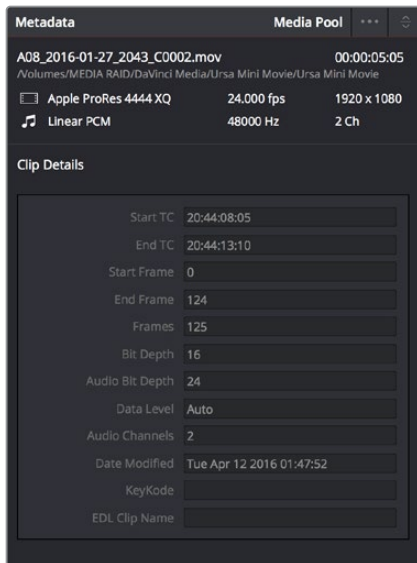 Metadata Media Pool •••
A08_2016-01-27_2043_C0002.mov 00:00:05:05
/Volumes/MEDIA RAID/DaVinci Media/Ursa Mini Movie/Ursa Mini Movie
Apple ProRes 4444 XQ 24.000 fps 1920 x 1080
Linear PCM 48000 Hz 2 Ch
Clip Details
Start TC 20:44:08:05
End TC 20:44:13:10
Start Frame 0
End Frame 124
Frames 125
Bit Depth 16
Audio Bit Depth 24
Data Level Auto
Audio Channels 2
Date Modified Tue Apr 12 2016 01:47:52
KeyKode
EDL Clip Name